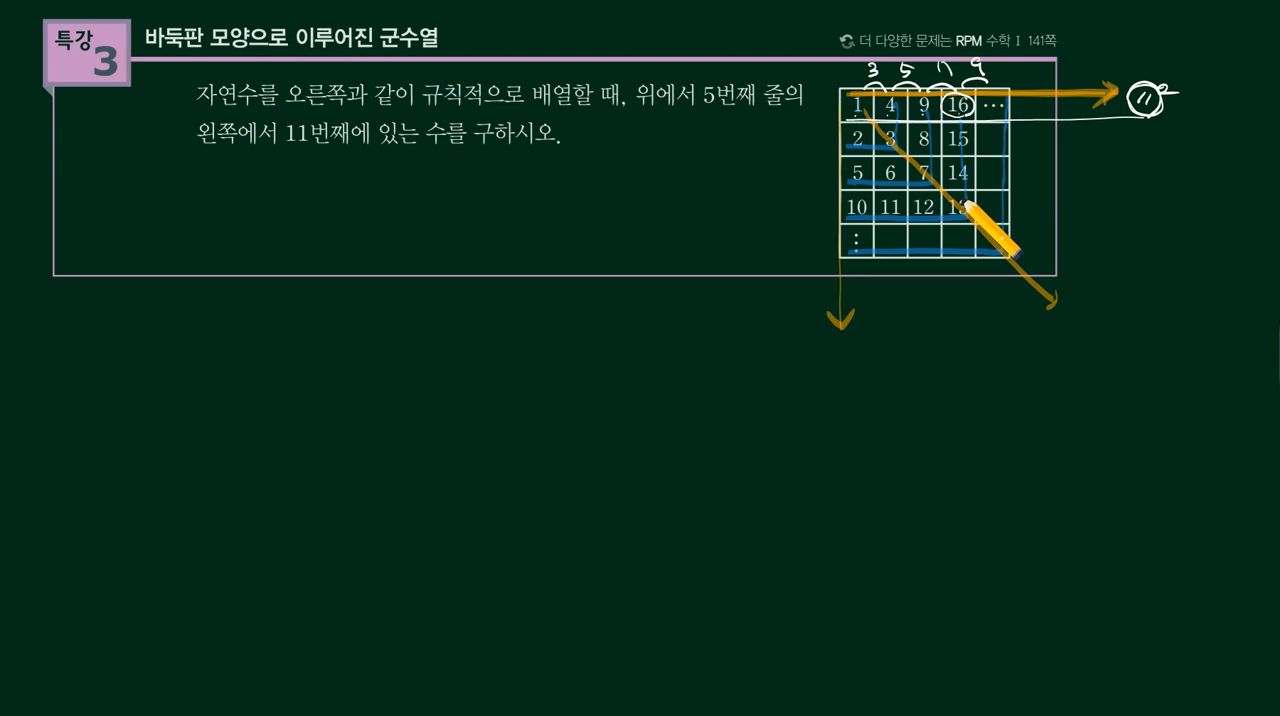 특강
3
바둑판 모양으로 이루어진 군수열
더 다양한 문제는 RPM 수학 Ⅰ 141쪽
자연수를 오른쪽과 같이 규칙적으로 배열할 때, 위에서 5번째 줄의
왼쪽에서 11번째에 있는 수를 구하시오.
3 5 7 9
1 4 9 16 ⋯
11
2 3 8 15
5 6 7 14
10 11 12 13
⋮